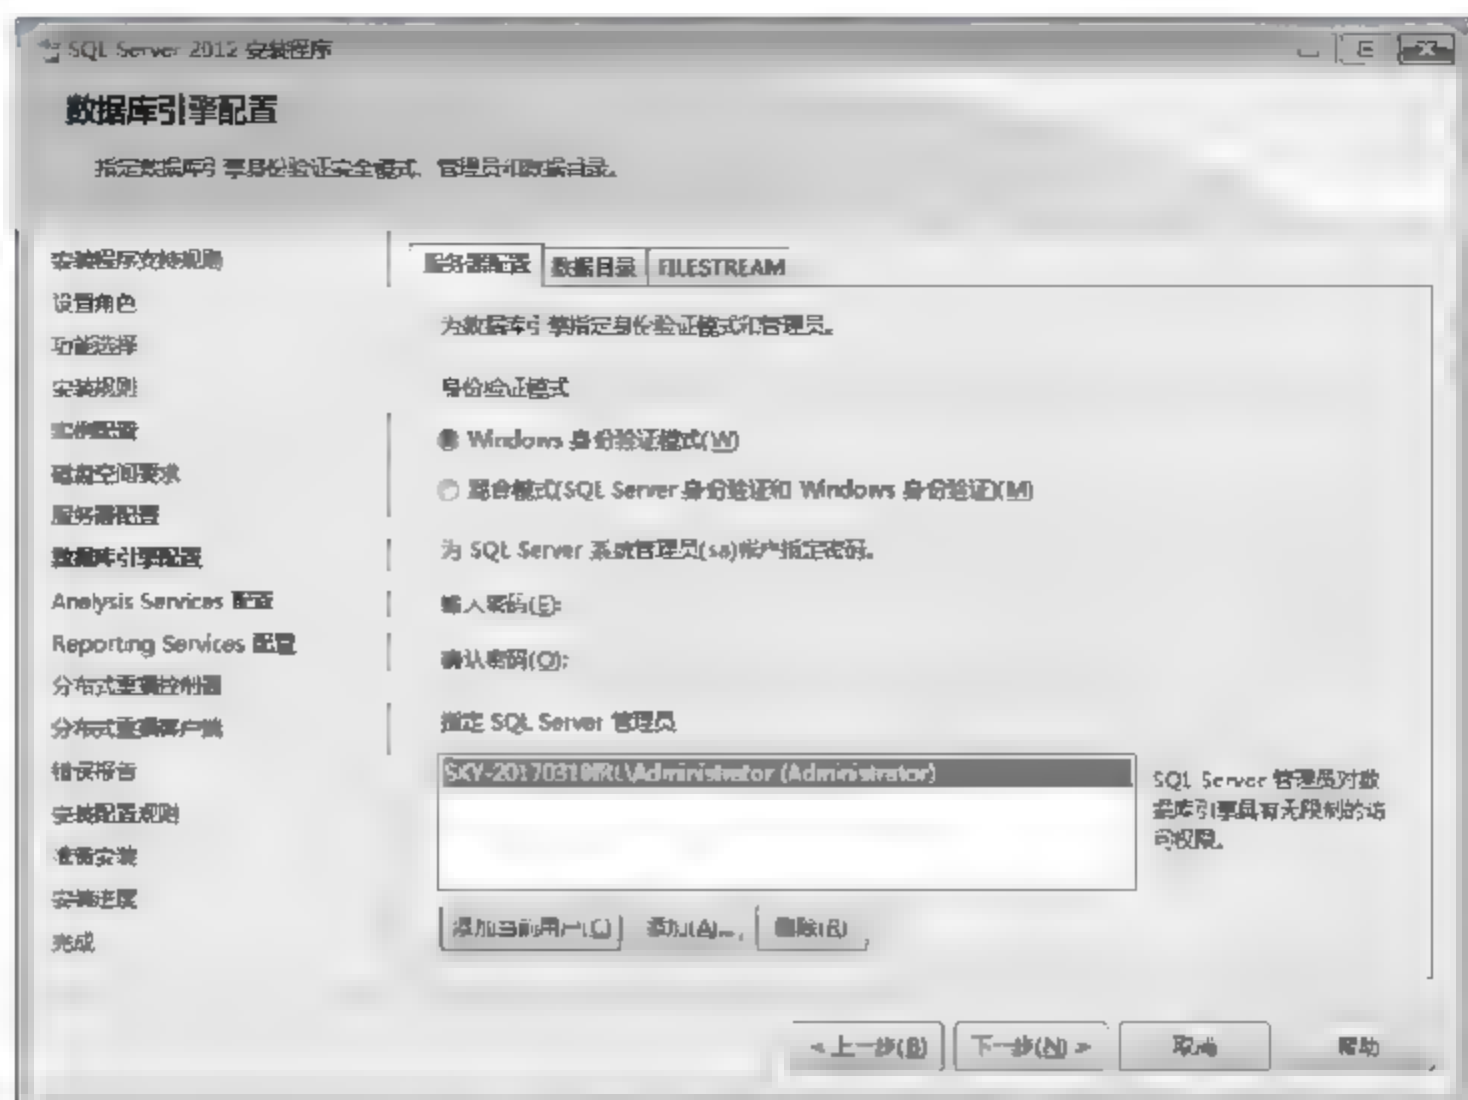 SQL Server 2012 安装程序
数据库引擎配置
指定数据库引擎身份验证安全模式、管理员和数据目录。
安装程序支持规则
设置角色
功能选择
安装规则
实例配置
磁盘空间要求
服务器配置
数据库引擎配置
Analysis Services 配置
Reporting Services 配置
分布式重播控制器
分布式重播客户端
错误报告
安装配置规则
准备安装
安装进度
完成
服务器配置 数据目录 FILESTREAM
为数据库引擎指定身份验证模式和管理员。
身份验证模式
Windows 身份验证模式(W)
混合模式(SQL Server 身份验证和 Windows 身份验证)(M)
为 SQL Server 系统管理员(sa)帐户指定密码。
输入密码(E):
确认密码(O):
指定 SQL Server 管理员
(Administrator)
SQL Server 管理员对数
据库引擎具有无限制的访
问权限。
添加当前用户(C) 添加(A)... 删除(R)
< 上一步(B) 下一步(N) > 取消 帮助